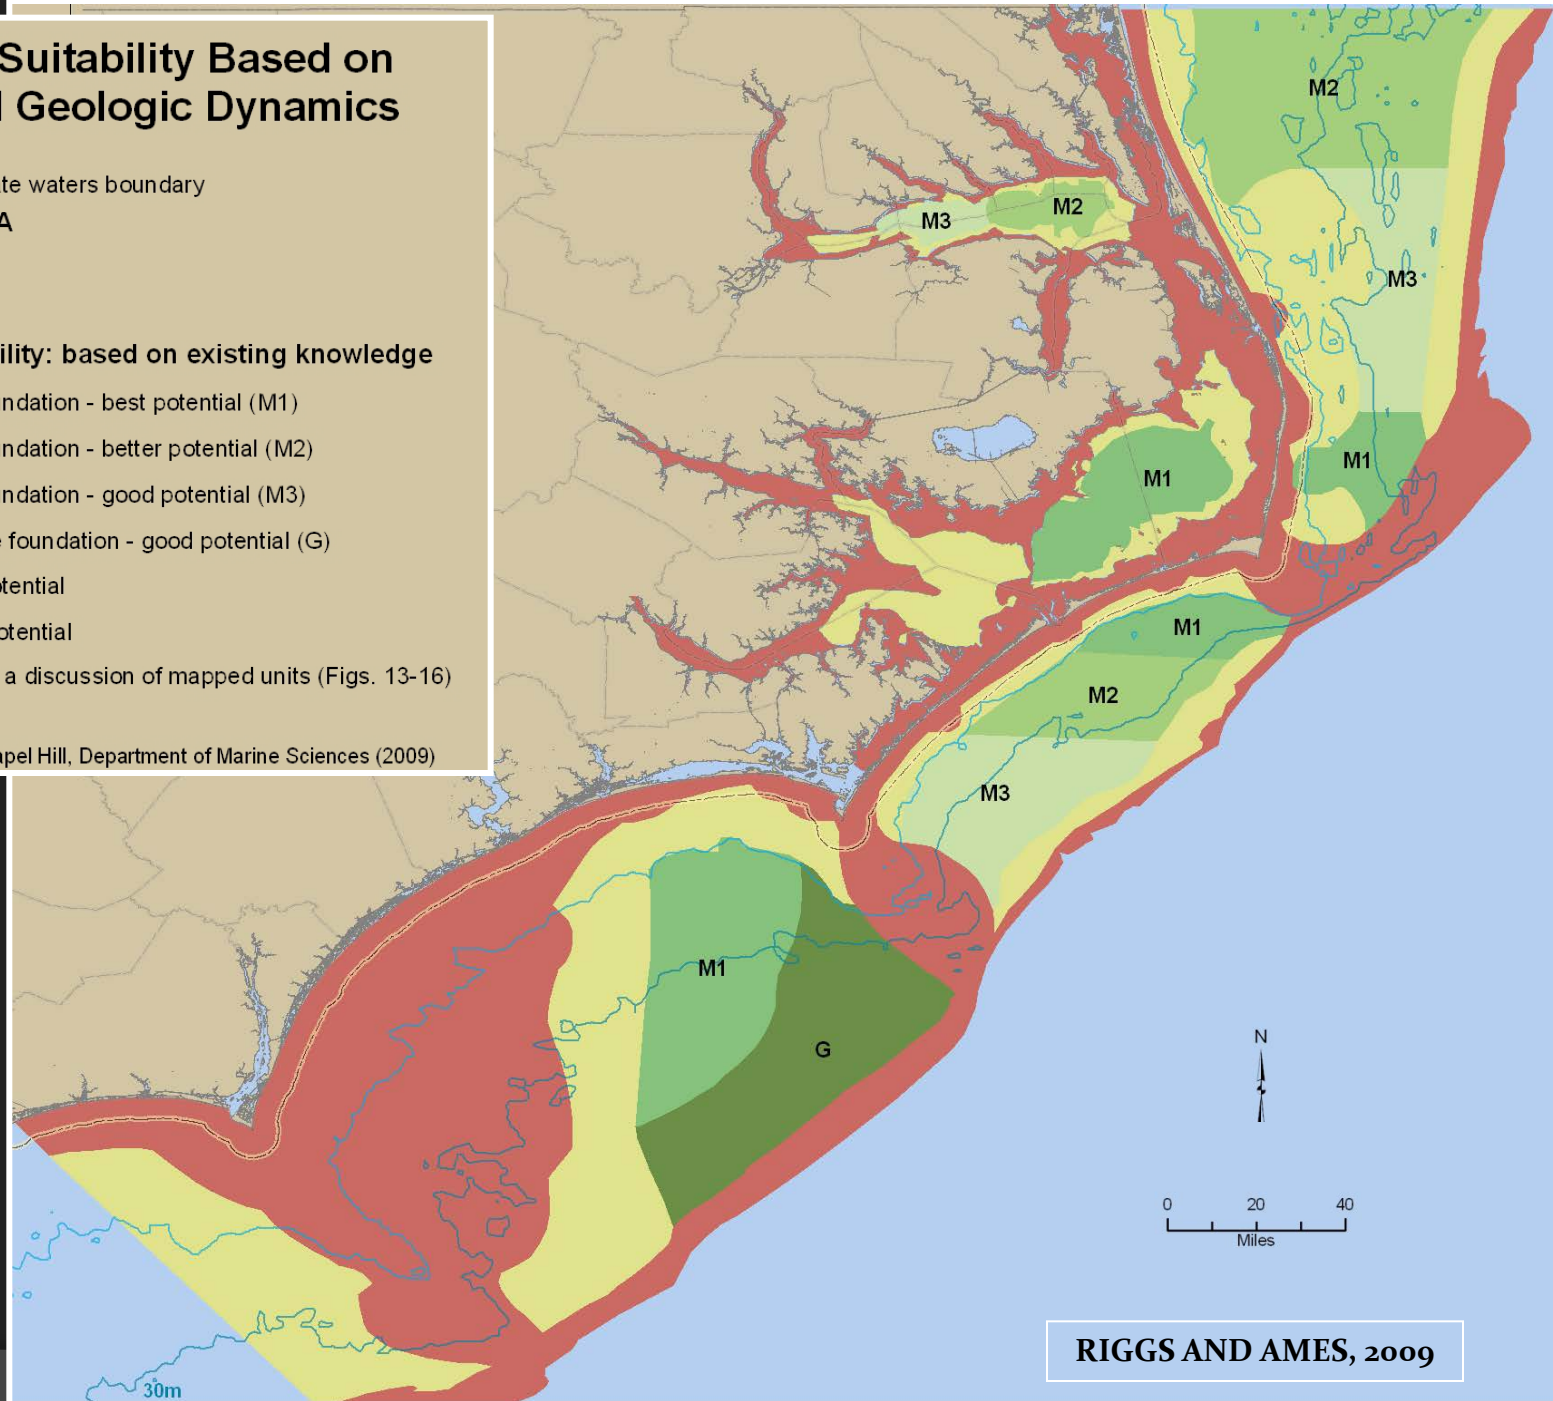 Suitability Based on
Geologic Dynamics
te waters boundary
A
ility: based on existing knowledge
ndation - best potential (M1)
ndation - better potential (M2)
ndation - good potential (M3)
e foundation - good potential (G)
otential
otential
a discussion of mapped units (Figs. 13-16)
apel Hill, Department of Marine Sciences (2009)
M2
M3
M2
M3
M1
M1
M1
M2
M3
M1
G
N
0 20 40
Miles
30m
RIGGS AND AMES, 2009